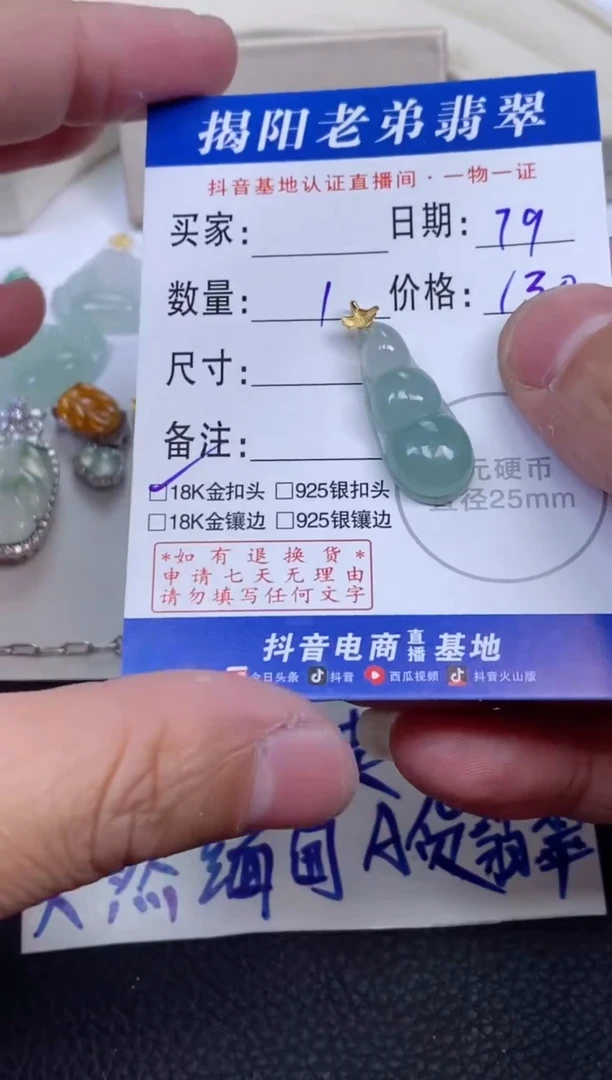 揭阳老弟翡翠
抖音基地认证直播间·一物一证
买家: 日期: 79
数量: 1 价格: 130
尺寸:
备注:
元硬币
直径25mm
☑18K金扣头 □925银扣头
□18K金镶边 □925银镶边
*如有退换货*
申请七天无理由
请勿填写任何文字
抖音电商直播基地
今日头条 抖音 西瓜视频 抖音火山版
天然缅甸A货翡翠